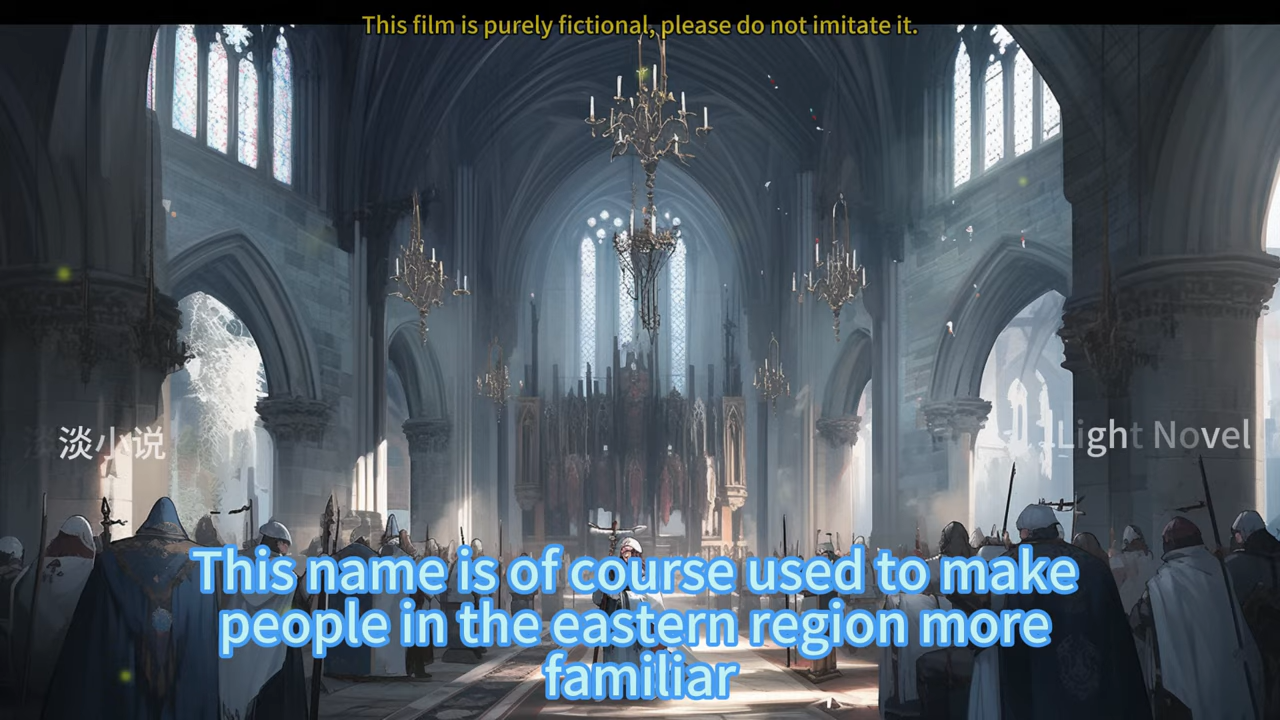 This film is purely fictional, please do not imitate it.
淡小说
Light Novel
This name is of course used to make
people in the eastern region more
familiar